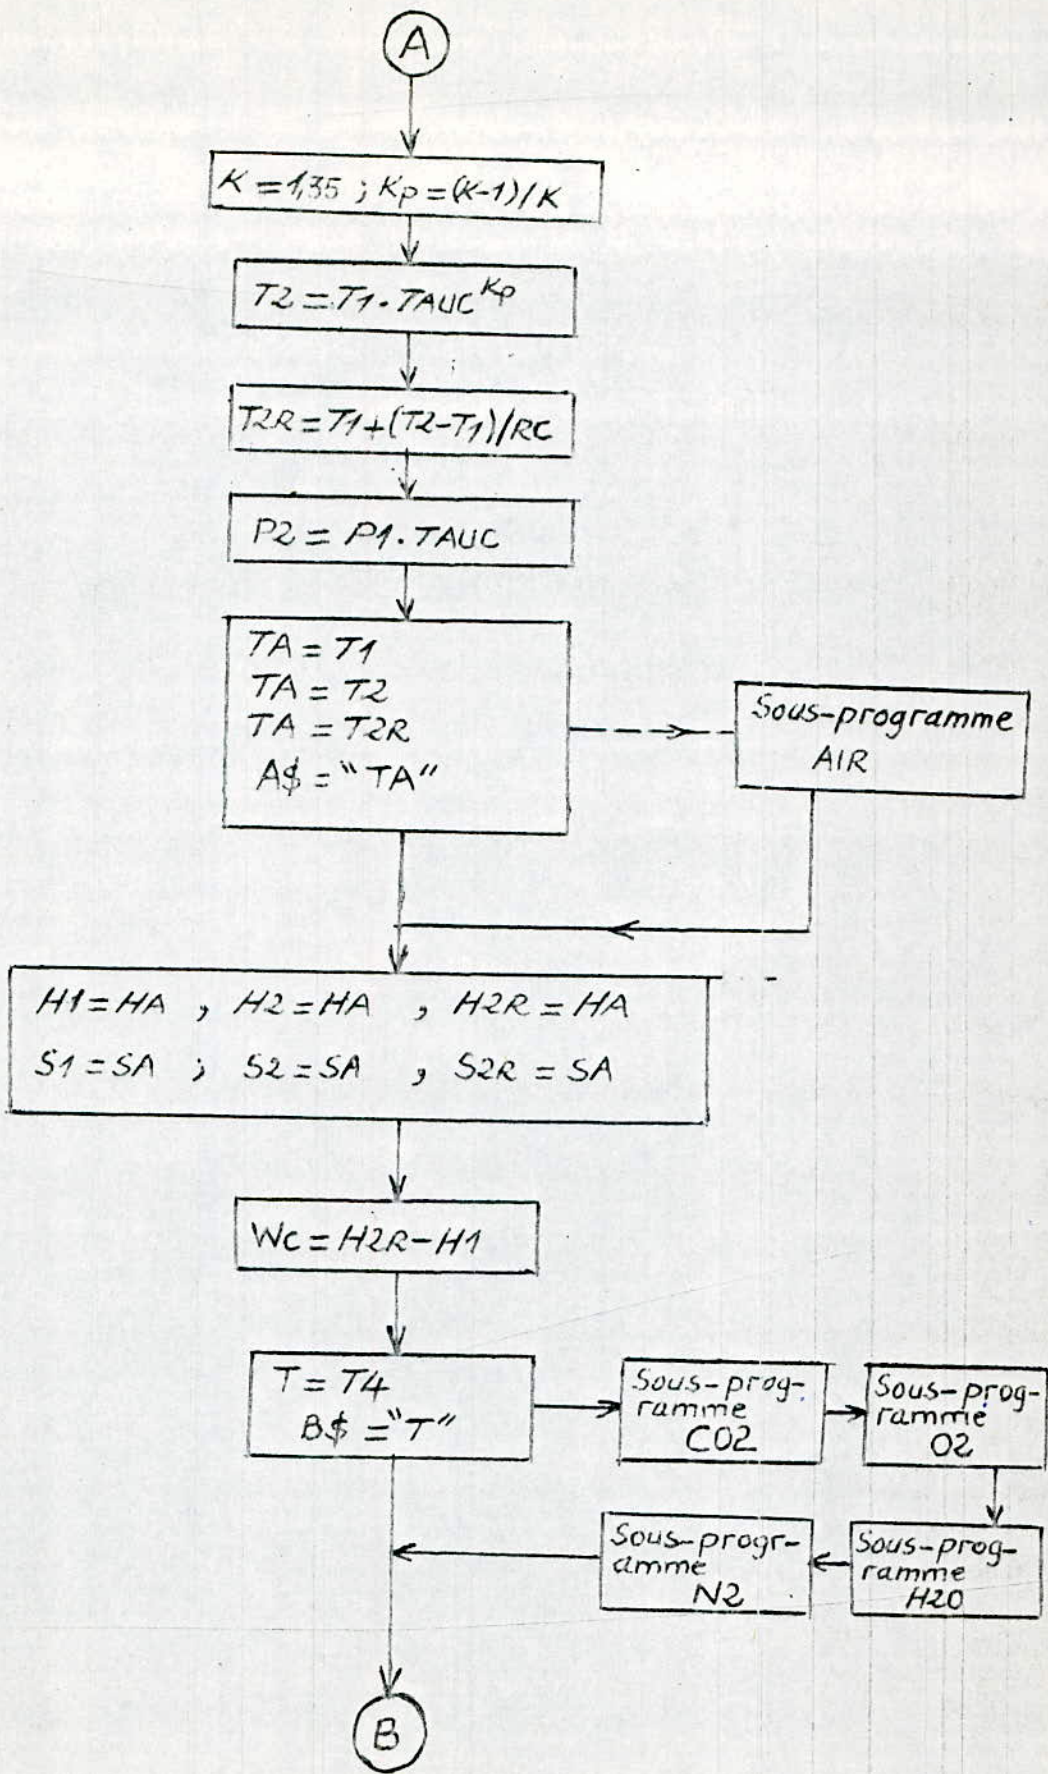 A
K = 1,35 ; Kp = (K-1)/K
T2 = T1 . TAUC^Kp
T2R = T1+(T2-T1)/RC
P2 = P1 . TAUC
TA = T1
TA = T2
TA = T2R
A$ = "TA"
Sous-programme
AIR
H1 = HA , H2 = HA , H2R = HA
S1 = SA ; S2 = SA , S2R = SA
Wc = H2R-H1
T = T4
B$ = "T"
Sous-prog-
ramme
CO2
Sous-prog-
ramme
O2
Sous-progr-
amme
N2
Sous-prog-
ramme
H2O
B